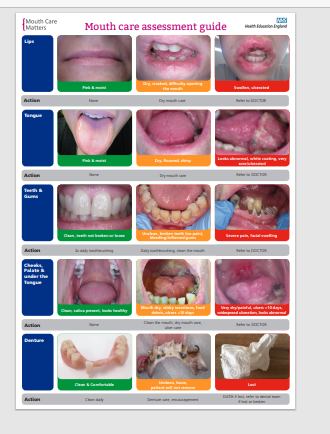 Mouth Care
Matters
Mouth care assessment guide
NHS
Health Education England
Lips
Pink & moist
Dry, cracked, difficulty opening
the mouth
Swollen, ulcerated
Action
None
Dry mouth care
Refer to DOCTOR
Tongue
Pink & moist
Dry, fissured, shiny
Looks abnormal, white coating, very
sore/ulcerated
Action
None
Dry mouth care
Refer to DOCTOR
Teeth &
Gums
Clean, teeth not broken or loose
Unclean, broken teeth (no pain),
bleeding/inflamed gums
Severe pain, facial swelling
Action
2x daily toothbrushing
Daily toothbrushing, clean the mouth
Refer to DOCTOR
Cheeks,
Palate &
under the
Tongue
Clean, saliva present, looks healthy
Mouth dry, sticky secretions, food
debris, ulcer <10 days
Very dry/painful, ulcer >10 days,
widespread ulceration, looks abnormal
Action
None
Clean the mouth, dry mouth care,
ulcer care
Refer to DOCTOR
Denture
Clean & Comfortable
Unclean, loose,
patient will not remove
Lost
Action
Clean daily
Denture care, encouragement
DATIX if lost, refer to dental team
if lost or broken